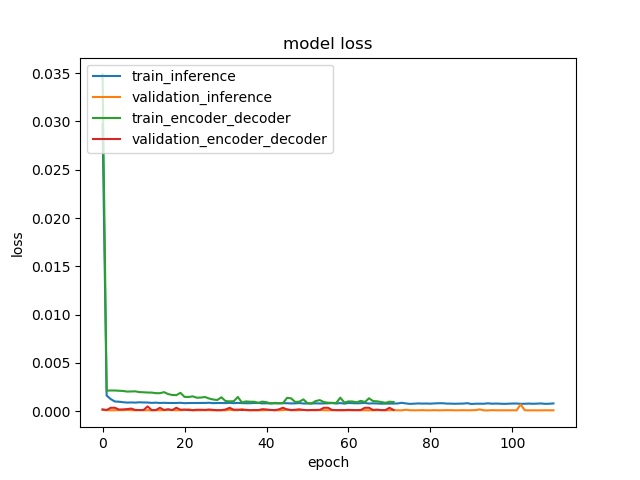 model loss
train_inference
validation_inference
train_encoder_decoder
validation_encoder_decoder
0.035
0.030
0.025
0.020
0.015
0.010
0.005
0.000
loss
0 20 40 60 80 100
epoch